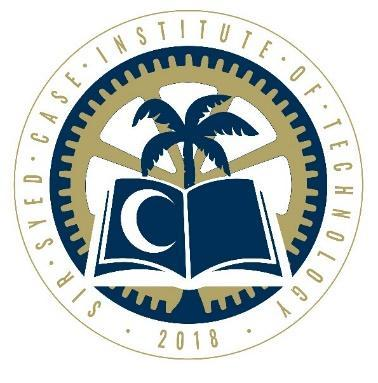 SIR·SYED·CASE·INSTITUTE·OF·TECHNOLOGY
· 2018 ·